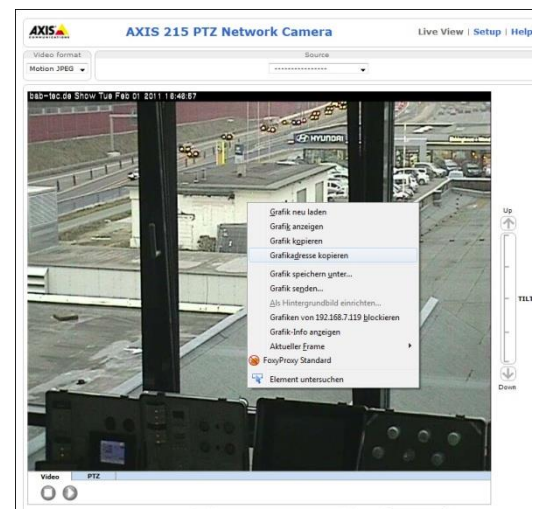 AXIS
COMMUNICATIONS
AXIS 215 PTZ Network Camera
Live View | Setup | Help
Video format
Source
Motion JPEG
----------------
bab-tec.de Show Tue Feb 01 2011 16:48:57
HYUNDAI
Grafik neu laden
Grafik anzeigen
Grafik kopieren
Grafikadresse kopieren
Grafik speichern unter...
Grafik senden...
Als Hintergrundbild einrichten...
Grafiken von 192.168.7.119 blockieren
Grafik-Info anzeigen
Aktueller Frame
FoxyProxy Standard
Element untersuchen
Up
TILT
Down
Video PTZ